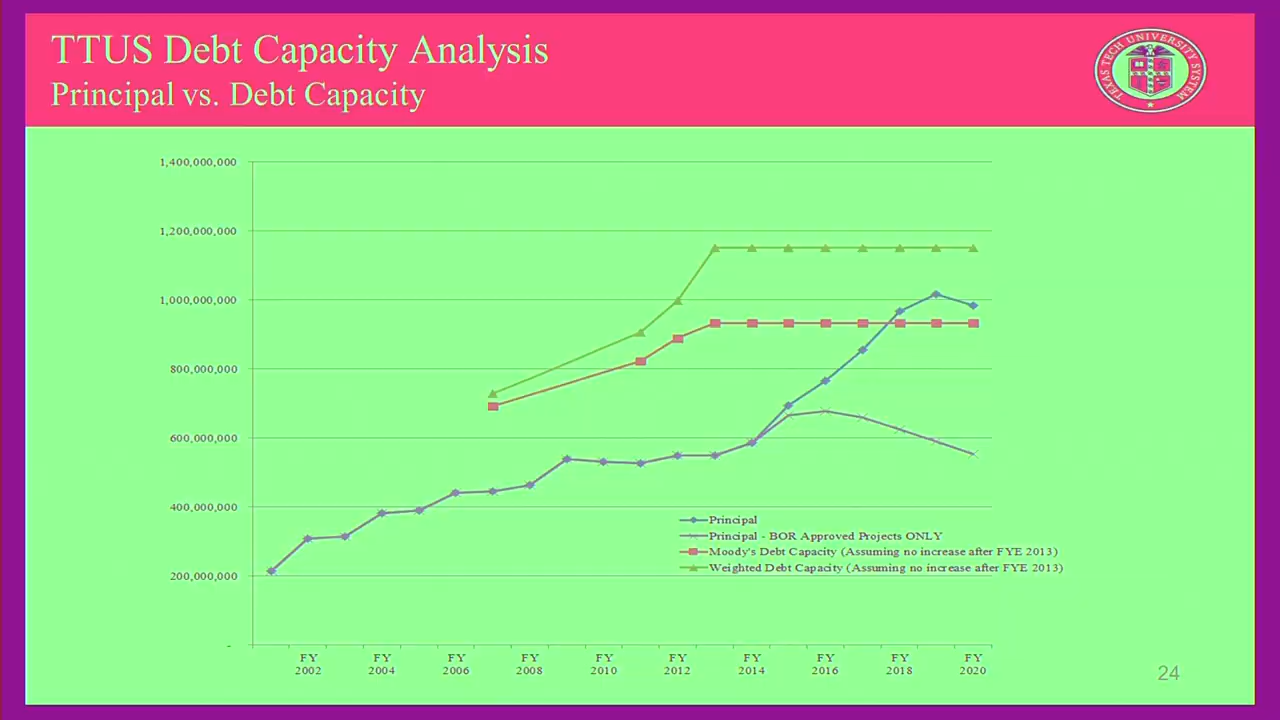 TTUS Debt Capacity Analysis
Principal vs. Debt Capacity
TEXAS TECH UNIVERSITY SYSTEM
1,400,000,000
1,200,000,000
1,000,000,000
800,000,000
600,000,000
400,000,000
200,000,000
-
Principal
Principal - BOR Approved Projects ONLY
Moody's Debt Capacity (Assuming no increase after FYE 2013)
Weighted Debt Capacity (Assuming no increase after FYE 2013)
FY FY FY FY FY FY FY FY FY FY
2002 2004 2006 2008 2010 2012 2014 2016 2018 2020
24